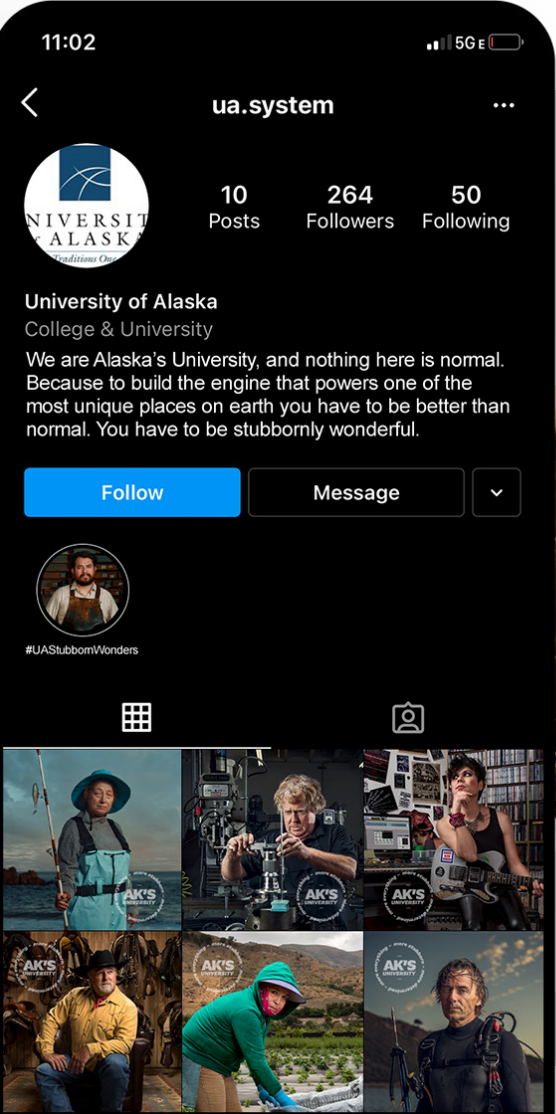 11:02
5G E
ua.system
...
NIVERSIT
ALASKA
Traditions One
10
264
50
Posts
Followers
Following
University of Alaska
College & University
We are Alaska's University, and nothing here is normal.
Because to build the engine that powers one of the
most unique places on earth you have to be better than
normal. You have to be stubbornly wonderful.
Follow
Message
#UAStubbornWonders
AK'S
UNIVERSITY
AK'S
UNIVERSITY
AK'S
UNIVERSITY
AK'S
UNIVERSITY
AK'S
UNIVERSITY